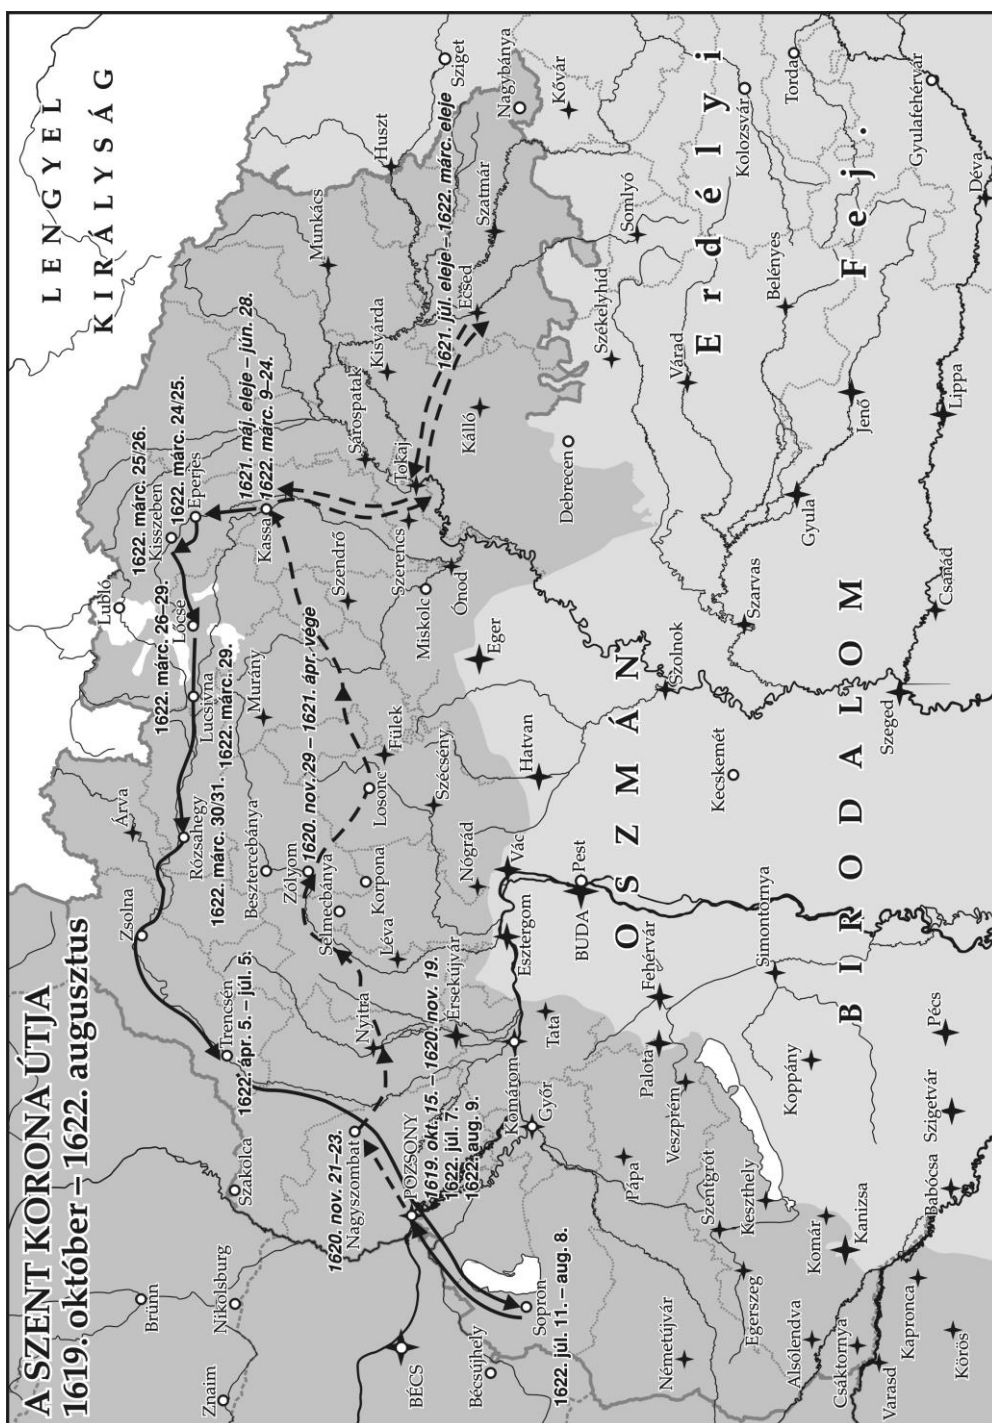 A SZENT KORONA ÚTJA
1619. október – 1622. augusztus
LENGYEL
KIRÁLYSÁG
Brünn
Nikolsburg
Znaim
Szakolca
BÉCS
Bécsújhely
Trencsén
1622. ápr. 5. – júl. 5.
Zsolna
Árva
Rózsahegy
1622. márc. 30/31.
Lucsivna
1622. márc. 29.
Lőcse
1622. márc. 26–29.
Lubló
Kisszeben
1622. márc. 25/26.
Eperjes
1622. márc. 24/25.
Kassa
1621. máj. eleje – jún. 28.
1622. márc. 9–24.
1620. nov. 21–23.
Nagyszombat
Nyitra
Besztercebánya
Zólyom
1620. nov. 29 – 1621. ápr. vége
Selmecbánya
Korpona
Léva
Murány
Losonc
Fülek
Szendrő
Szerencs
Miskolc
Ónod
Sárospatak
Tokaj
Kisvárda
Munkács
Huszt
Sziget
Nagybánya
Kővár
Szatmár
Ecsed
1621. júl. eleje – 1622. márc. eleje
Kálló
POZSONY
1619. okt. 15. – 1620. nov. 19.
1622. júl. 7.
1622. aug. 9.
Sopron
1622. júl. 11. – aug. 8.
Érsekújvár
Komárom
Győr
Tata
Esztergom
Nógrád
Vác
Szécsény
Hatvan
Eger
BUDA
Pest
Debrecen
Székelyhíd
Somlyó
Várad
Belényes
Kolozsvár
Torda
Gyulafehérvár
Déva
Erdélyi
Fej.
Jenő
Lippa
Gyula
Szarvas
Csanád
Szeged
Szolnok
Kecskemét
OSZMÁN
BIRODALOM
Fehérvár
Palota
Veszprém
Pápa
Simontornya
Koppány
Pécs
Szigetvár
Babócsa
Szentgrót
Keszthely
Komár
Kanizsa
Egerszeg
Németújvár
Alsólendva
Csáktornya
Varasd
Kapronca
Körös